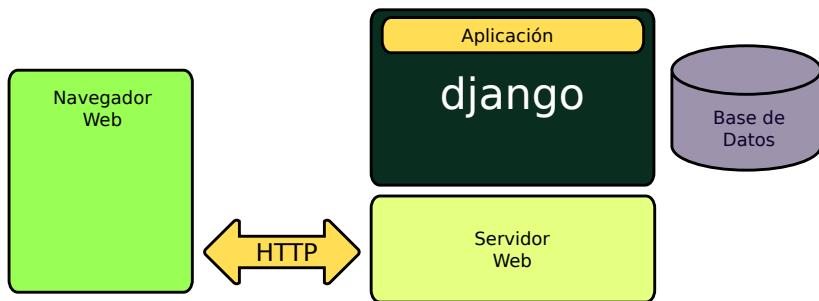 Aplicación
django
Navegador
Web
Base de
Datos
HTTP
Servidor
Web